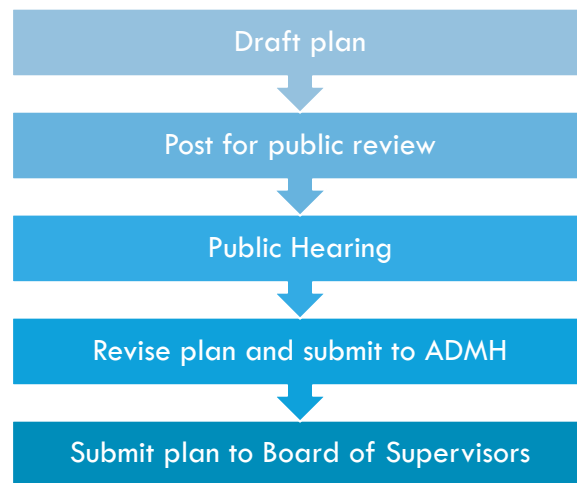 Draft plan
Post for public review
Public Hearing
Revise plan and submit to ADMH
Submit plan to Board of Supervisors